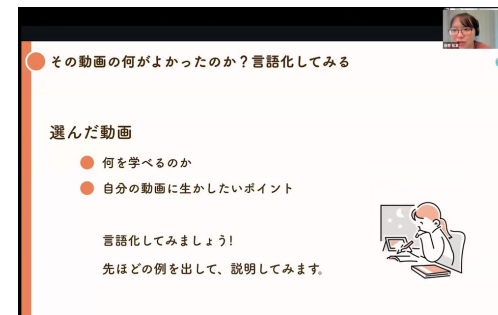 その動画の何がよかったのか？言語化してみる
選んだ動画
何を学べるのか
自分の動画に生かしたいポイント
言語化してみましょう!
先ほどの例を出して、説明してみます。